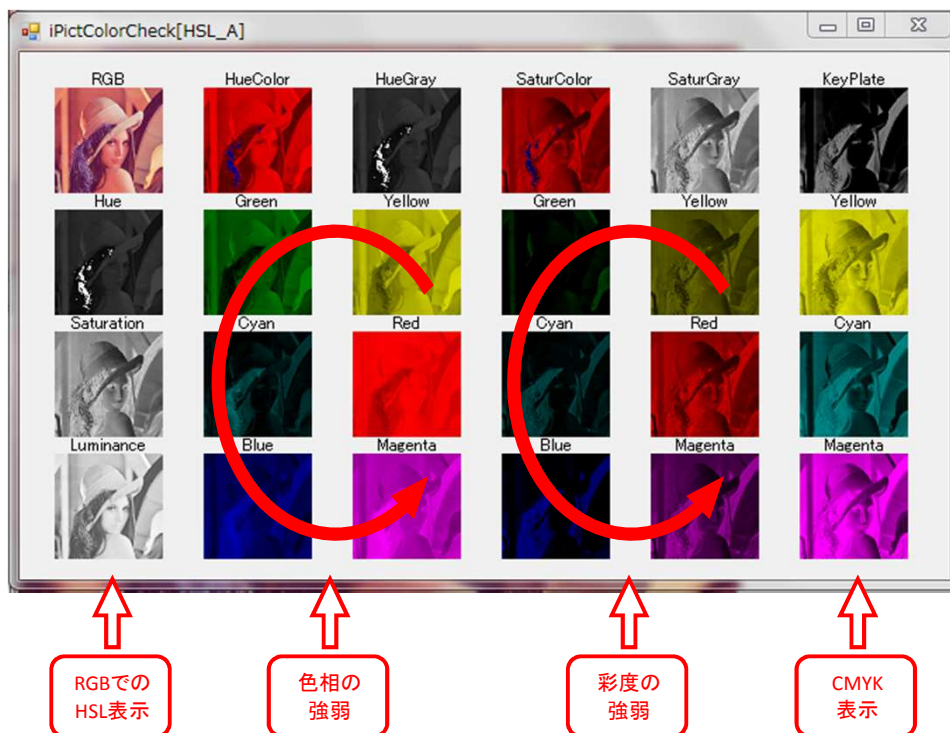 iPictColorCheck[HSL_A]
RGB HueColor HueGray SaturColor SaturGray KeyPlate
Hue Green Yellow Green Yellow Yellow
Saturation Cyan Red Cyan Red Cyan
Luminance Blue Magenta Blue Magenta Magenta
RGBでの
HSL表示
色相の
強弱
彩度の
強弱
CMYK
表示